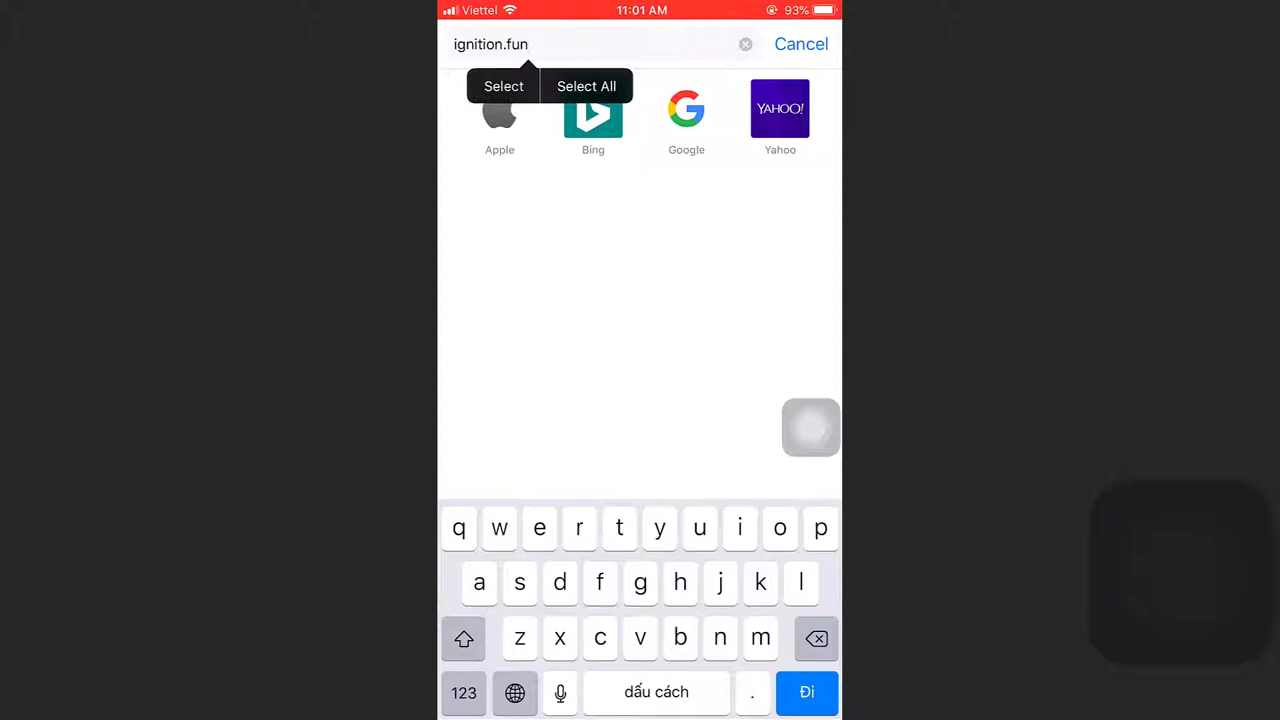 Viettel 11:01 AM 93%
ignition.fun Cancel
Select Select All
YAHOO!
Apple Bing Google Yahoo
q w e r t y u i o p
a s d f g h j k l
z x c v b n m
123 dấu cách . Đi